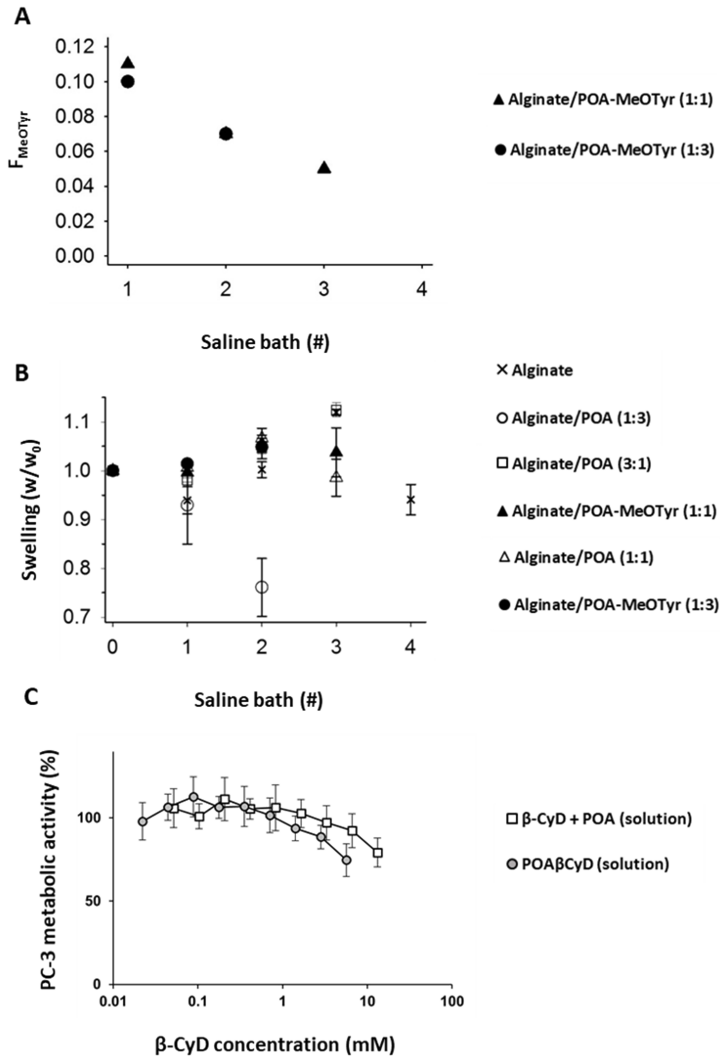 A
0.12
0.10
0.08
0.06
0.04
0.02
0.00
F_MeOTyr
1 2 3 4
Saline bath (#)
Alginate/POA-MeOTyr (1:1)
Alginate/POA-MeOTyr (1:3)
B
1.1
1.0
0.9
0.8
0.7
Swelling (w/w₀)
0 1 2 3 4
Saline bath (#)
Alginate
Alginate/POA (1:3)
Alginate/POA (3:1)
Alginate/POA-MeOTyr (1:1)
Alginate/POA (1:1)
Alginate/POA-MeOTyr (1:3)
C
100
50
0
PC-3 metabolic activity (%)
0.01 0.1 1 10 100
β-CyD concentration (mM)
β-CyD + POA (solution)
POAβCyD (solution)